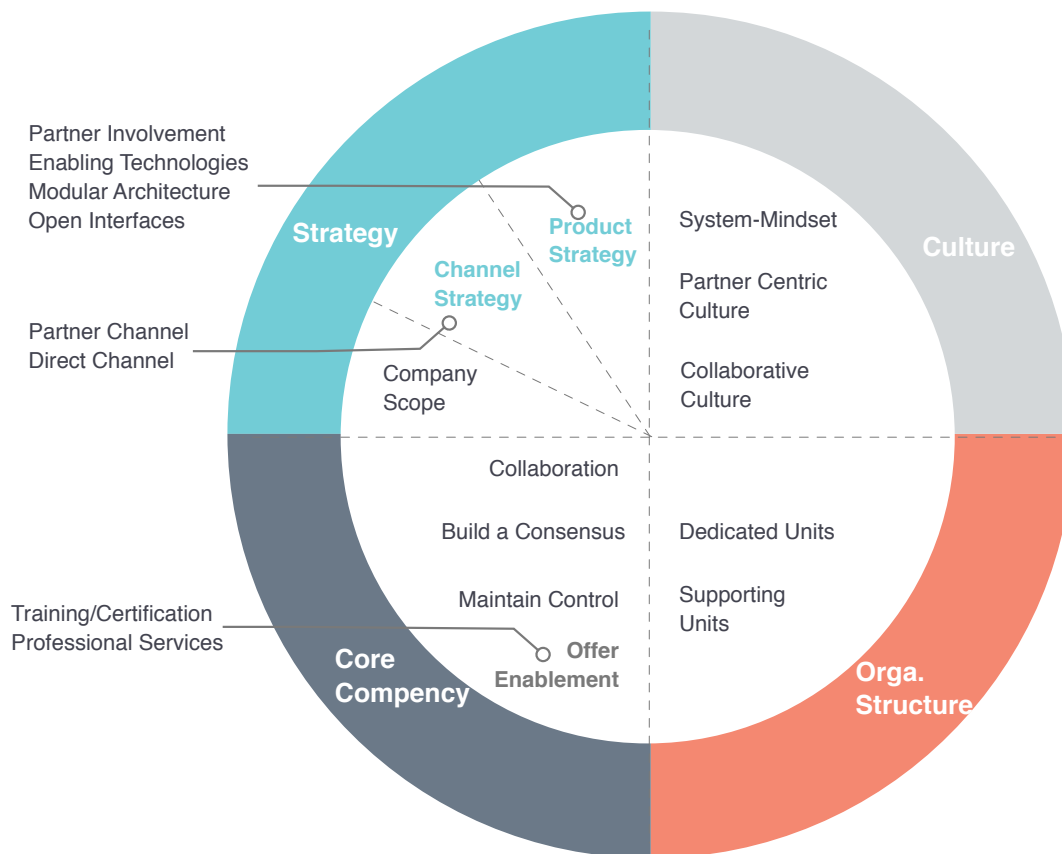 Partner Involvement
Enabling Technologies
Modular Architecture
Open Interfaces
Strategy
Product
Strategy
Channel
Strategy
Partner Channel
Direct Channel
Company
Scope
System-Mindset
Partner Centric
Culture
Collaborative
Culture
Culture
Collaboration
Build a Consensus
Maintain Control
Offer
Enablement
Training/Certification
Professional Services
Core
Compency
Dedicated Units
Supporting
Units
Orga.
Structure